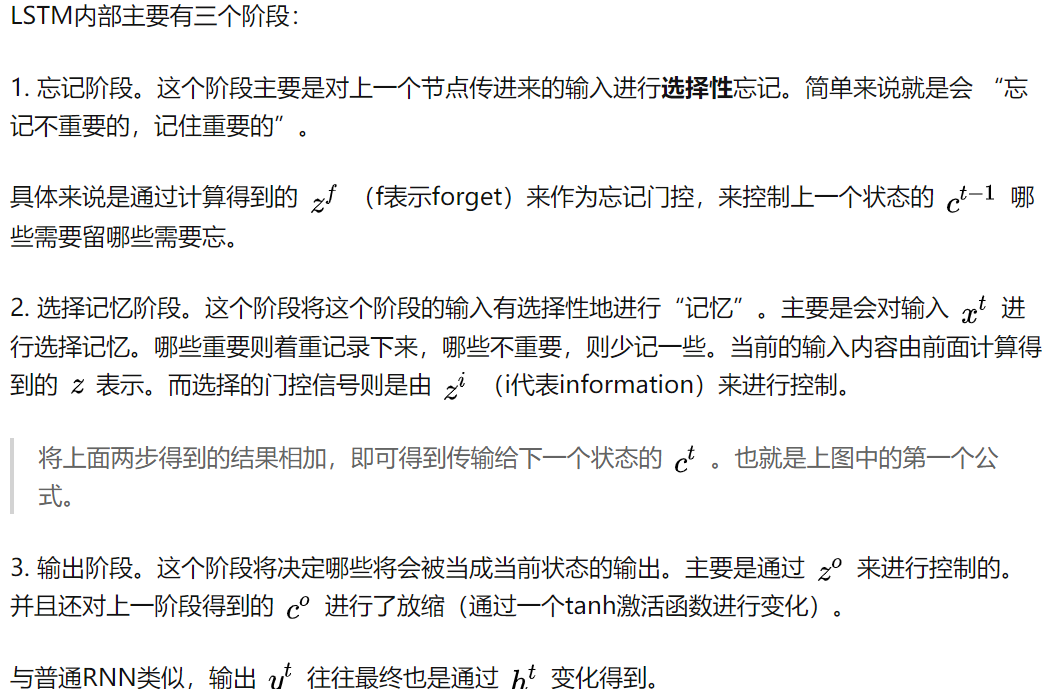 LSTM内部主要有三个阶段：
1. 忘记阶段。这个阶段主要是对上一个节点传进来的输入进行选择性忘记。简单来说就是会 “忘
记不重要的，记住重要的”。
具体来说是通过计算得到的 z^f （f表示forget）来作为忘记门控，来控制上一个状态的 c^{t-1} 哪
些需要留哪些需要忘。
2. 选择记忆阶段。这个阶段将这个阶段的输入有选择性地进行“记忆”。主要是会对输入 x^t 进
行选择记忆。哪些重要则着重记录下来，哪些不重要，则少记一些。当前的输入内容由前面计算得
到的 z 表示。而选择的门控信号则是由 z^i （i代表information）来进行控制。
将上面两步得到的结果相加，即可得到传输给下一个状态的 c^t 。也就是上图中的第一个公
式。
3. 输出阶段。这个阶段将决定哪些将会被当成当前状态的输出。主要是通过 z^o 来进行控制的。
并且还对上一阶段得到的 c^o 进行了放缩（通过一个tanh激活函数进行变化）。
与普通RNN类似，输出 y^t 往往最终也是通过 h^t 变化得到。